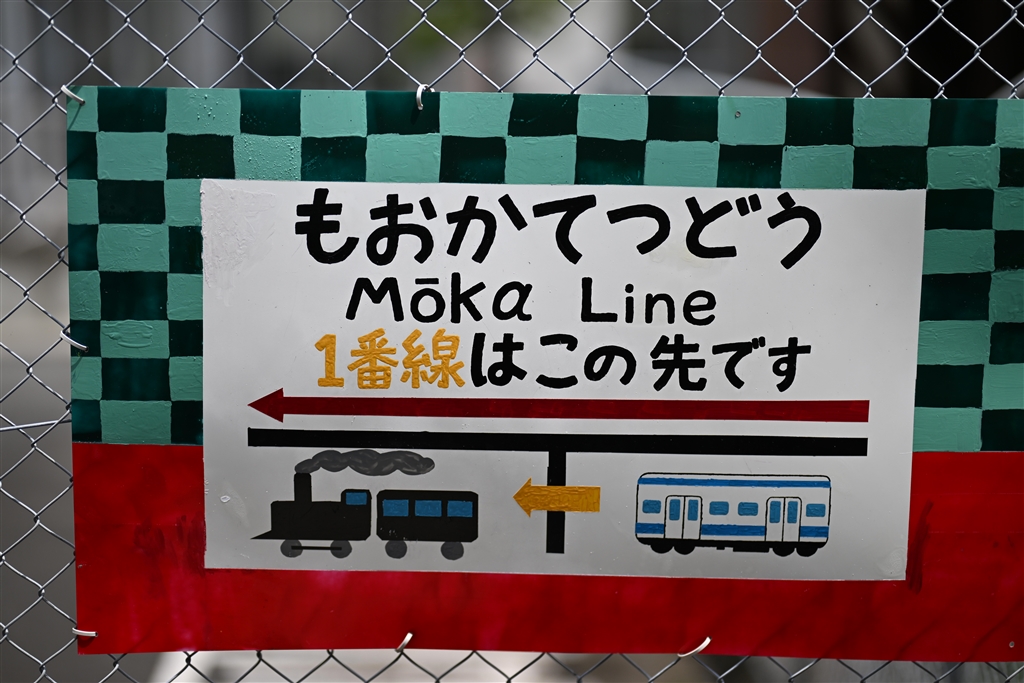 もおかてつどう
Mōka Line
1番線はこの先です